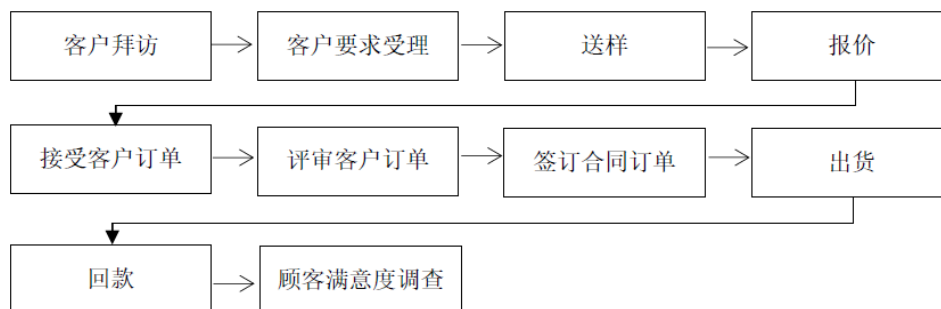 客户拜访
客户要求受理
送样
报价
接受客户订单
评审客户订单
签订合同订单
出货
回款
顾客满意度调查